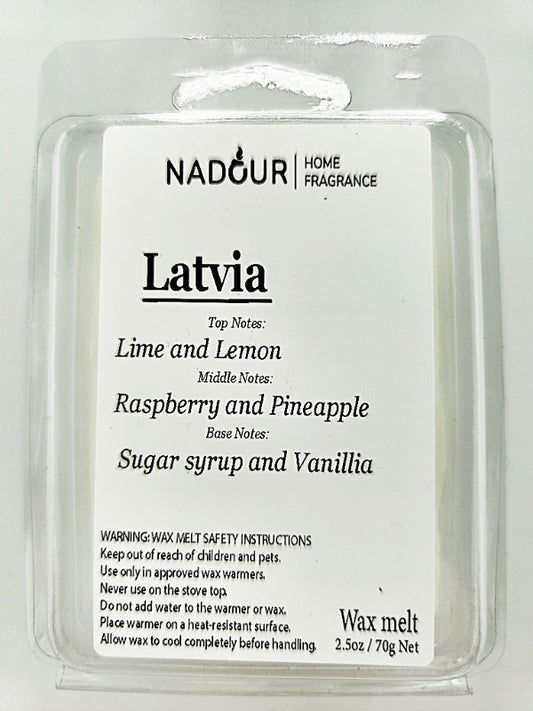 NADOUR | HOME
FRAGRANCE
Latvia
Top Notes:
Lime and Lemon
Middle Notes:
Raspberry and Pineapple
Base Notes:
Sugar syrup and Vanillia
WARNING: WAX MELT SAFETY INSTRUCTIONS
Keep out of reach of children and pets.
Use only in approved wax warmers.
Never use on the stove top.
Do not add water to the warmer or wax.
Place warmer on a heat-resistant surface.
Allow wax to cool completely before handling.
Wax melt
2.5oz / 70g Net